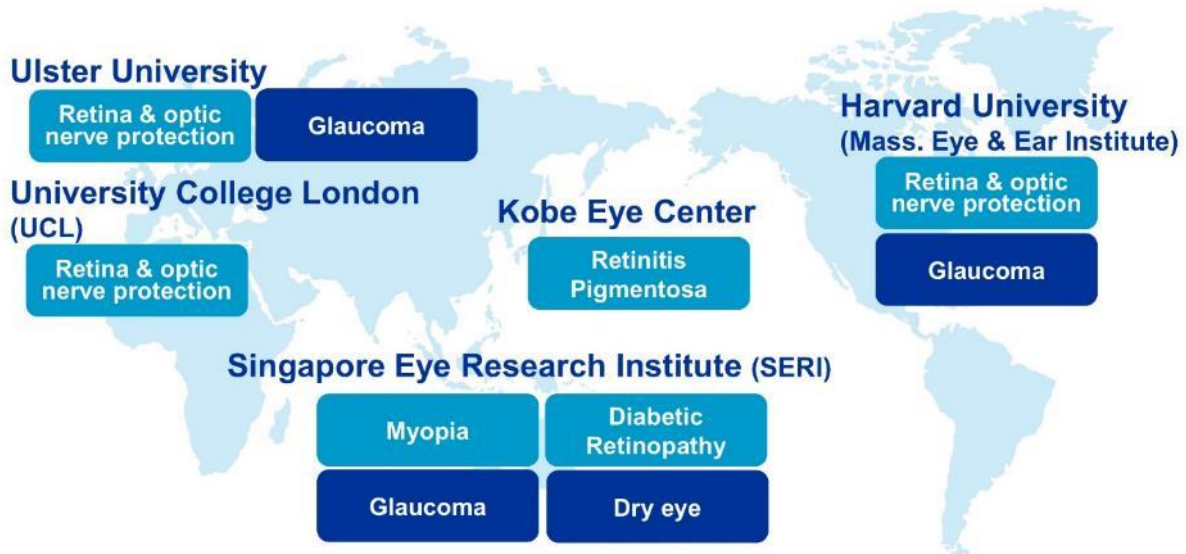 Ulster University
Retina & optic
nerve protection
Glaucoma
University College London
(UCL)
Retina & optic
nerve protection
Kobe Eye Center
Retinitis
Pigmentosa
Harvard University
(Mass. Eye & Ear Institute)
Retina & optic
nerve protection
Glaucoma
Singapore Eye Research Institute (SERI)
Myopia
Diabetic
Retinopathy
Glaucoma
Dry eye